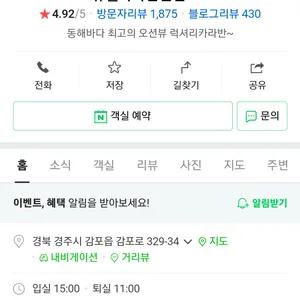 ★ 4.92/5 · 방문자리뷰 1,875 · 블로그리뷰 430
동해바다 최고의 오션뷰 럭셔리카라반~
전화 저장 길찾기 공유
N 객실 예약 문의
홈 소식 객실 리뷰 사진 지도 주변
이벤트, 혜택 알림을 받아보세요! 알림받기
경북 경주시 감포읍 감포로 329-34 지도
· 내비게이션 · 거리뷰
입실 15:00 · 퇴실 11:00